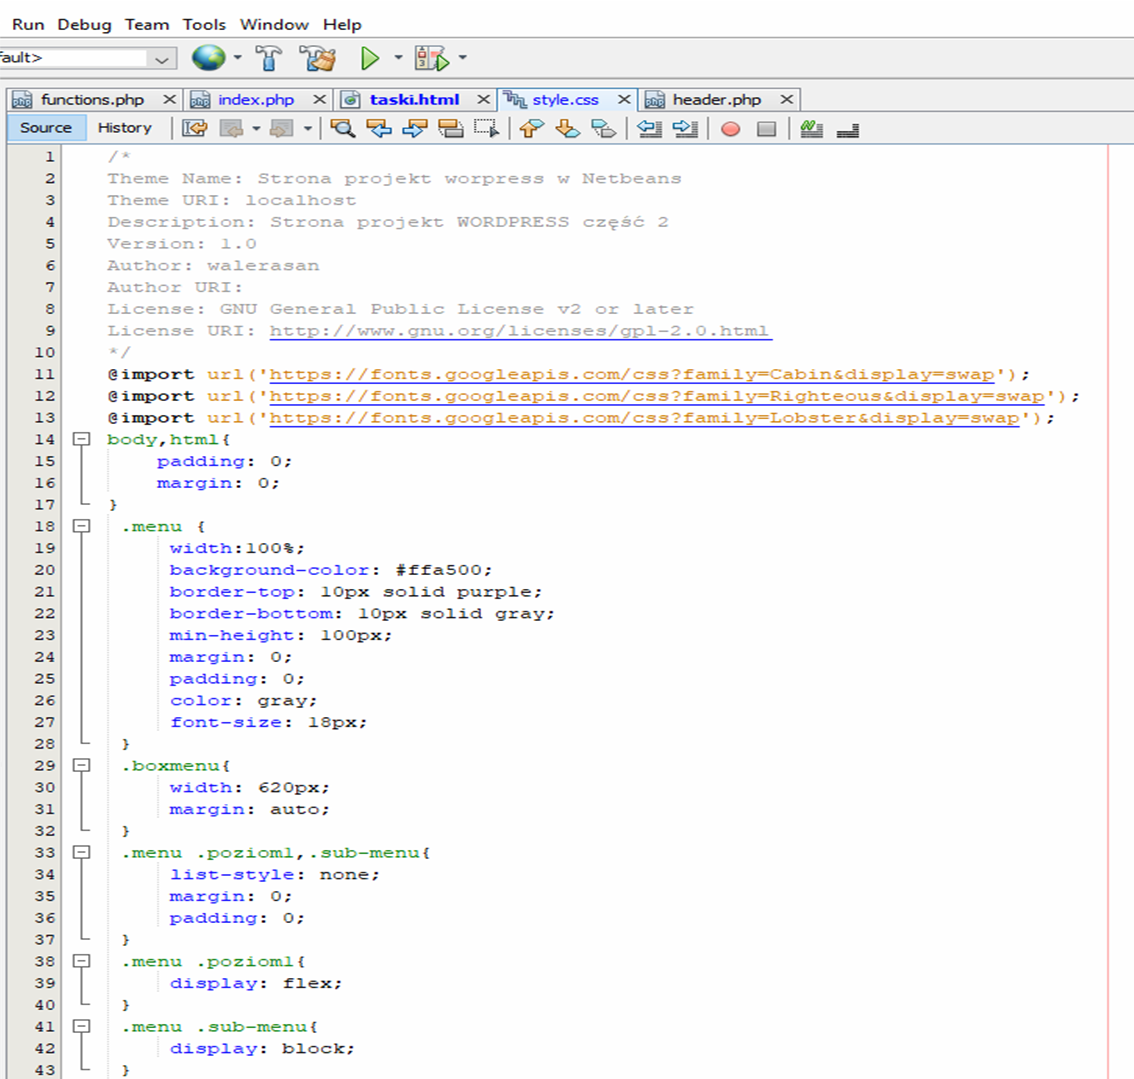 Run Debug Team Tools Window Help
fault>
functions.php index.php taski.html style.css header.php
Source History
1 /*
2 Theme Name: Strona projekt worpress w Netbeans
3 Theme URI: localhost
4 Description: Strona projekt WORDPRESS część 2
5 Version: 1.0
6 Author: walerasan
7 Author URI:
8 License: GNU General Public License v2 or later
9 License URI: http://www.gnu.org/licenses/gpl-2.0.html
10 */
11 @import url('https://fonts.googleapis.com/css?family=Cabin&display=swap');
12 @import url('https://fonts.googleapis.com/css?family=Righteous&display=swap');
13 @import url('https://fonts.googleapis.com/css?family=Lobster&display=swap');
14 body,html{
15 padding: 0;
16 margin: 0;
17 }
18 .menu {
19 width:100%;
20 background-color: #ffa500;
21 border-top: 10px solid purple;
22 border-bottom: 10px solid gray;
23 min-height: 100px;
24 margin: 0;
25 padding: 0;
26 color: gray;
27 font-size: 18px;
28 }
29 .boxmenu{
30 width: 620px;
31 margin: auto;
32 }
33 .menu .poziom1,.sub-menu{
34 list-style: none;
35 margin: 0;
36 padding: 0;
37 }
38 .menu .poziom1{
39 display: flex;
40 }
41 .menu .sub-menu{
42 display: block;
43 }